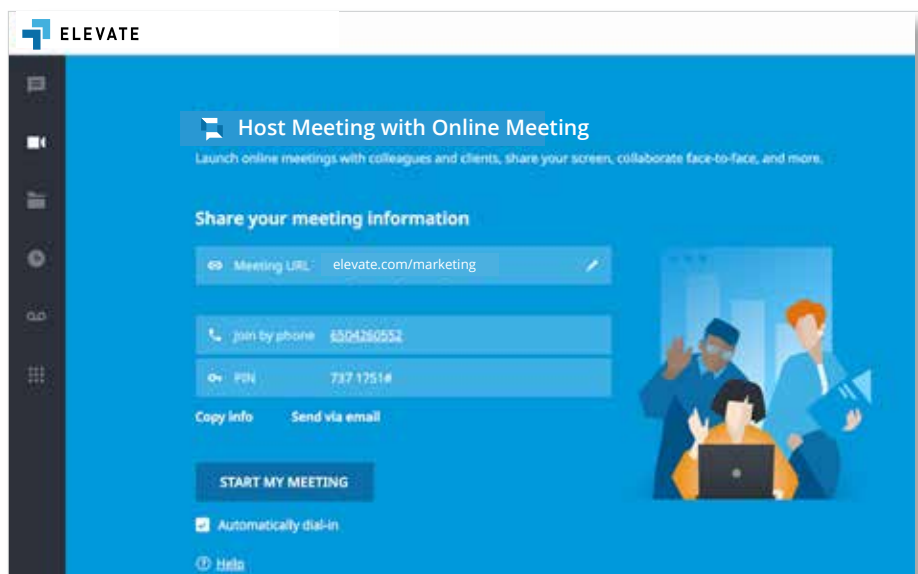 ELEVATE
Host Meeting with Online Meeting
Launch online meetings with colleagues and clients, share your screen, collaborate face-to-face, and more.
Share your meeting information
Meeting URL elevate.com/marketing
Join by phone 6504260552
PIN 737 1751#
Copy info Send via email
START MY MEETING
Automatically dial-in
Help